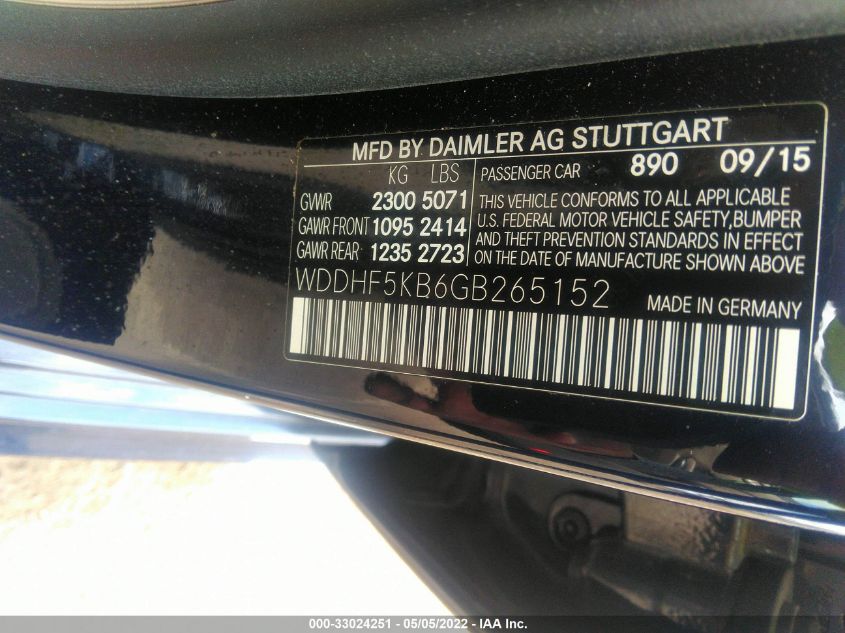 MFD BY DAIMLER AG STUTTGART
KG LBS
GVWR 2300 5071
GAWR FRONT 1095 2414
GAWR REAR 1235 2723
PASSENGER CAR 890 09/15
THIS VEHICLE CONFORMS TO ALL APPLICABLE
U.S. FEDERAL MOTOR VEHICLE SAFETY,BUMPER
AND THEFT PREVENTION STANDARDS IN EFFECT
ON THE DATE OF MANUFACTURE SHOWN ABOVE
WDDHF5KB6GB265152
MADE IN GERMANY
000-33024251 - 05/05/2022 - IAA Inc.